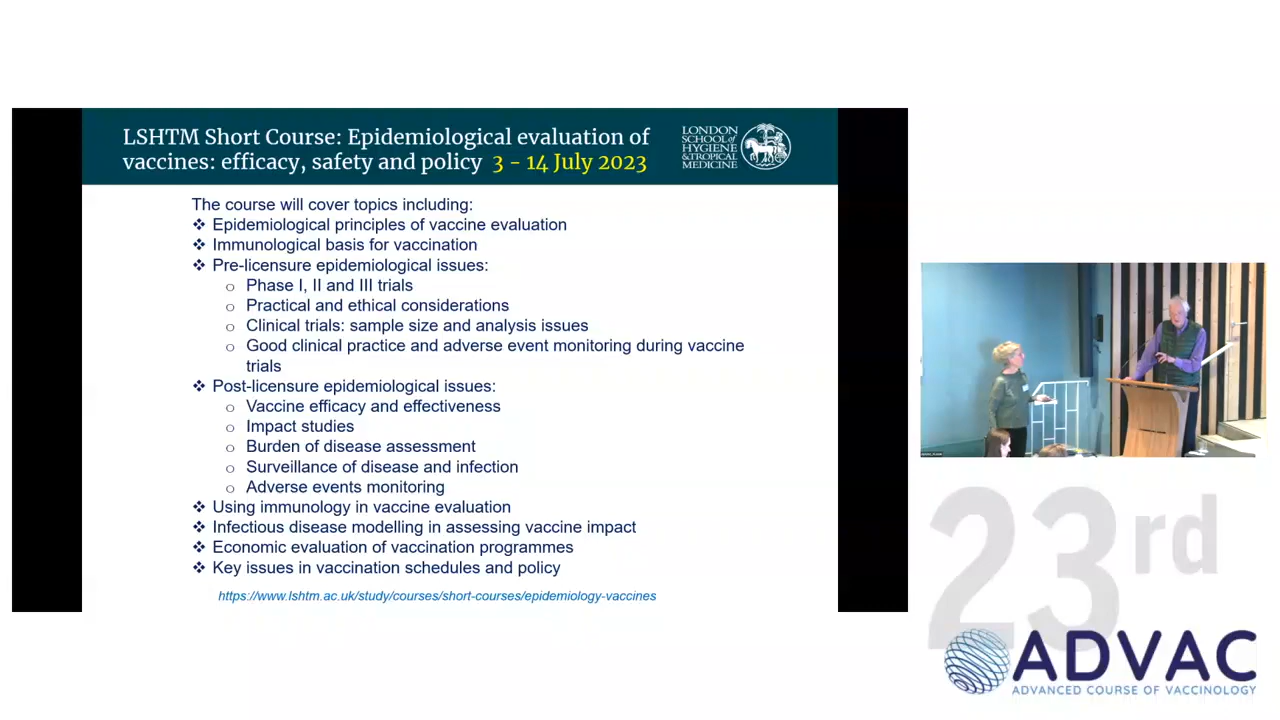 LSHTM Short Course: Epidemiological evaluation of
vaccines: efficacy, safety and policy 3 - 14 July 2023
LONDON
SCHOOL of
HYGIENE
& TROPICAL
MEDICINE
The course will cover topics including:
❖ Epidemiological principles of vaccine evaluation
❖ Immunological basis for vaccination
❖ Pre-licensure epidemiological issues:
o Phase I, II and III trials
o Practical and ethical considerations
o Clinical trials: sample size and analysis issues
o Good clinical practice and adverse event monitoring during vaccine
trials
❖ Post-licensure epidemiological issues:
o Vaccine efficacy and effectiveness
o Impact studies
o Burden of disease assessment
o Surveillance of disease and infection
o Adverse events monitoring
❖ Using immunology in vaccine evaluation
❖ Infectious disease modelling in assessing vaccine impact
❖ Economic evaluation of vaccination programmes
❖ Key issues in vaccination schedules and policy
https://www.lshtm.ac.uk/study/courses/short-courses/epidemiology-vaccines
23rd
ADVAC
ADVANCED COURSE OF VACCINOLOGY